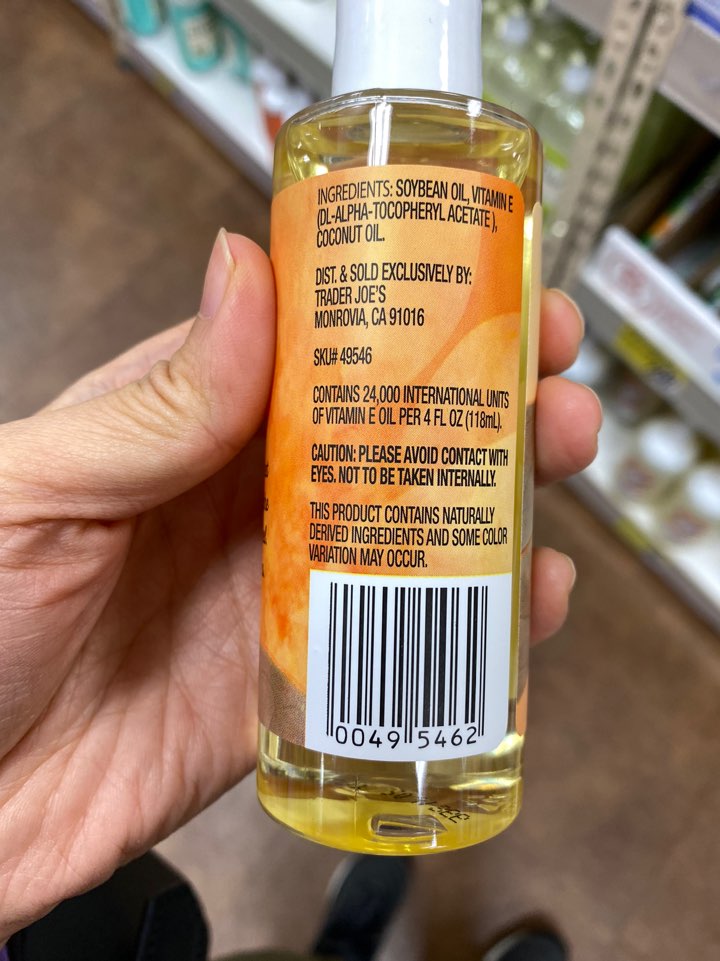 INGREDIENTS: SOYBEAN OIL, VITAMIN E
(DL-ALPHA-TOCOPHERYL ACETATE ),
COCONUT OIL.
DIST. & SOLD EXCLUSIVELY BY:
TRADER JOE'S
MONROVIA, CA 91016
SKU# 49546
CONTAINS 24,000 INTERNATIONAL UNITS
OF VITAMIN E OIL PER 4 FL OZ (118mL).
CAUTION: PLEASE AVOID CONTACT WITH
EYES. NOT TO BE TAKEN INTERNALLY.
THIS PRODUCT CONTAINS NATURALLY
DERIVED INGREDIENTS AND SOME COLOR
VARIATION MAY OCCUR.
0049 5462